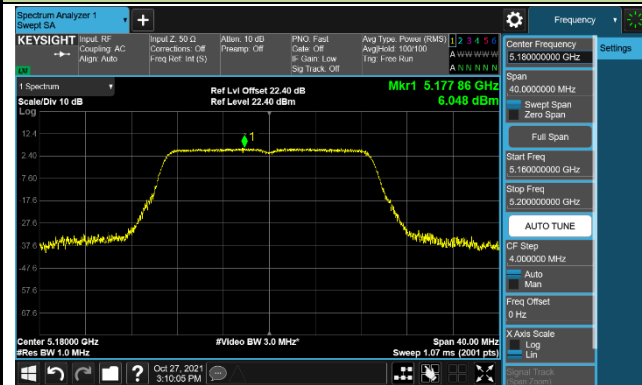 Spectrum Analyzer 1
Swept SA
Frequency
KEYSIGHT
Input: RF
Coupling: AC
Align: Auto
Input Z: 50 Ω
Corrections: Off
Freq Ref: Int (S)
Atten: 10 dB
Preamp: Off
PNO: Fast
Gate: Off
IF Gain: Low
Sig Track: Off
Avg Type: Power (RMS)
Avg|Hold: 100/100
Trig: Free Run
1 2 3 4 5 6
A W W W W W
A N N N N N
LXI
1 Spectrum
Scale/Div 10 dB
Log
Ref Lvl Offset 22.40 dB
Ref Level 22.40 dBm
Mkr1 5.177 86 GHz
6.048 dBm
1
12.4
2.40
-7.60
-17.6
-27.6
-37.6
-47.6
-57.6
-67.6
Center 5.18000 GHz
#Res BW 1.0 MHz
#Video BW 3.0 MHz*
Span 40.00 MHz
Sweep 1.07 ms (2001 pts)
Oct 27, 2021
3:10:05 PM
Center Frequency
5.180000000 GHz
Settings
Span
40.0000000 MHz
Swept Span
Zero Span
Full Span
Start Freq
5.160000000 GHz
Stop Freq
5.200000000 GHz
AUTO TUNE
CF Step
4.000000 MHz
Auto
Man
Freq Offset
0 Hz
X Axis Scale
Log
Lin
Signal Track
(Span Zoom)